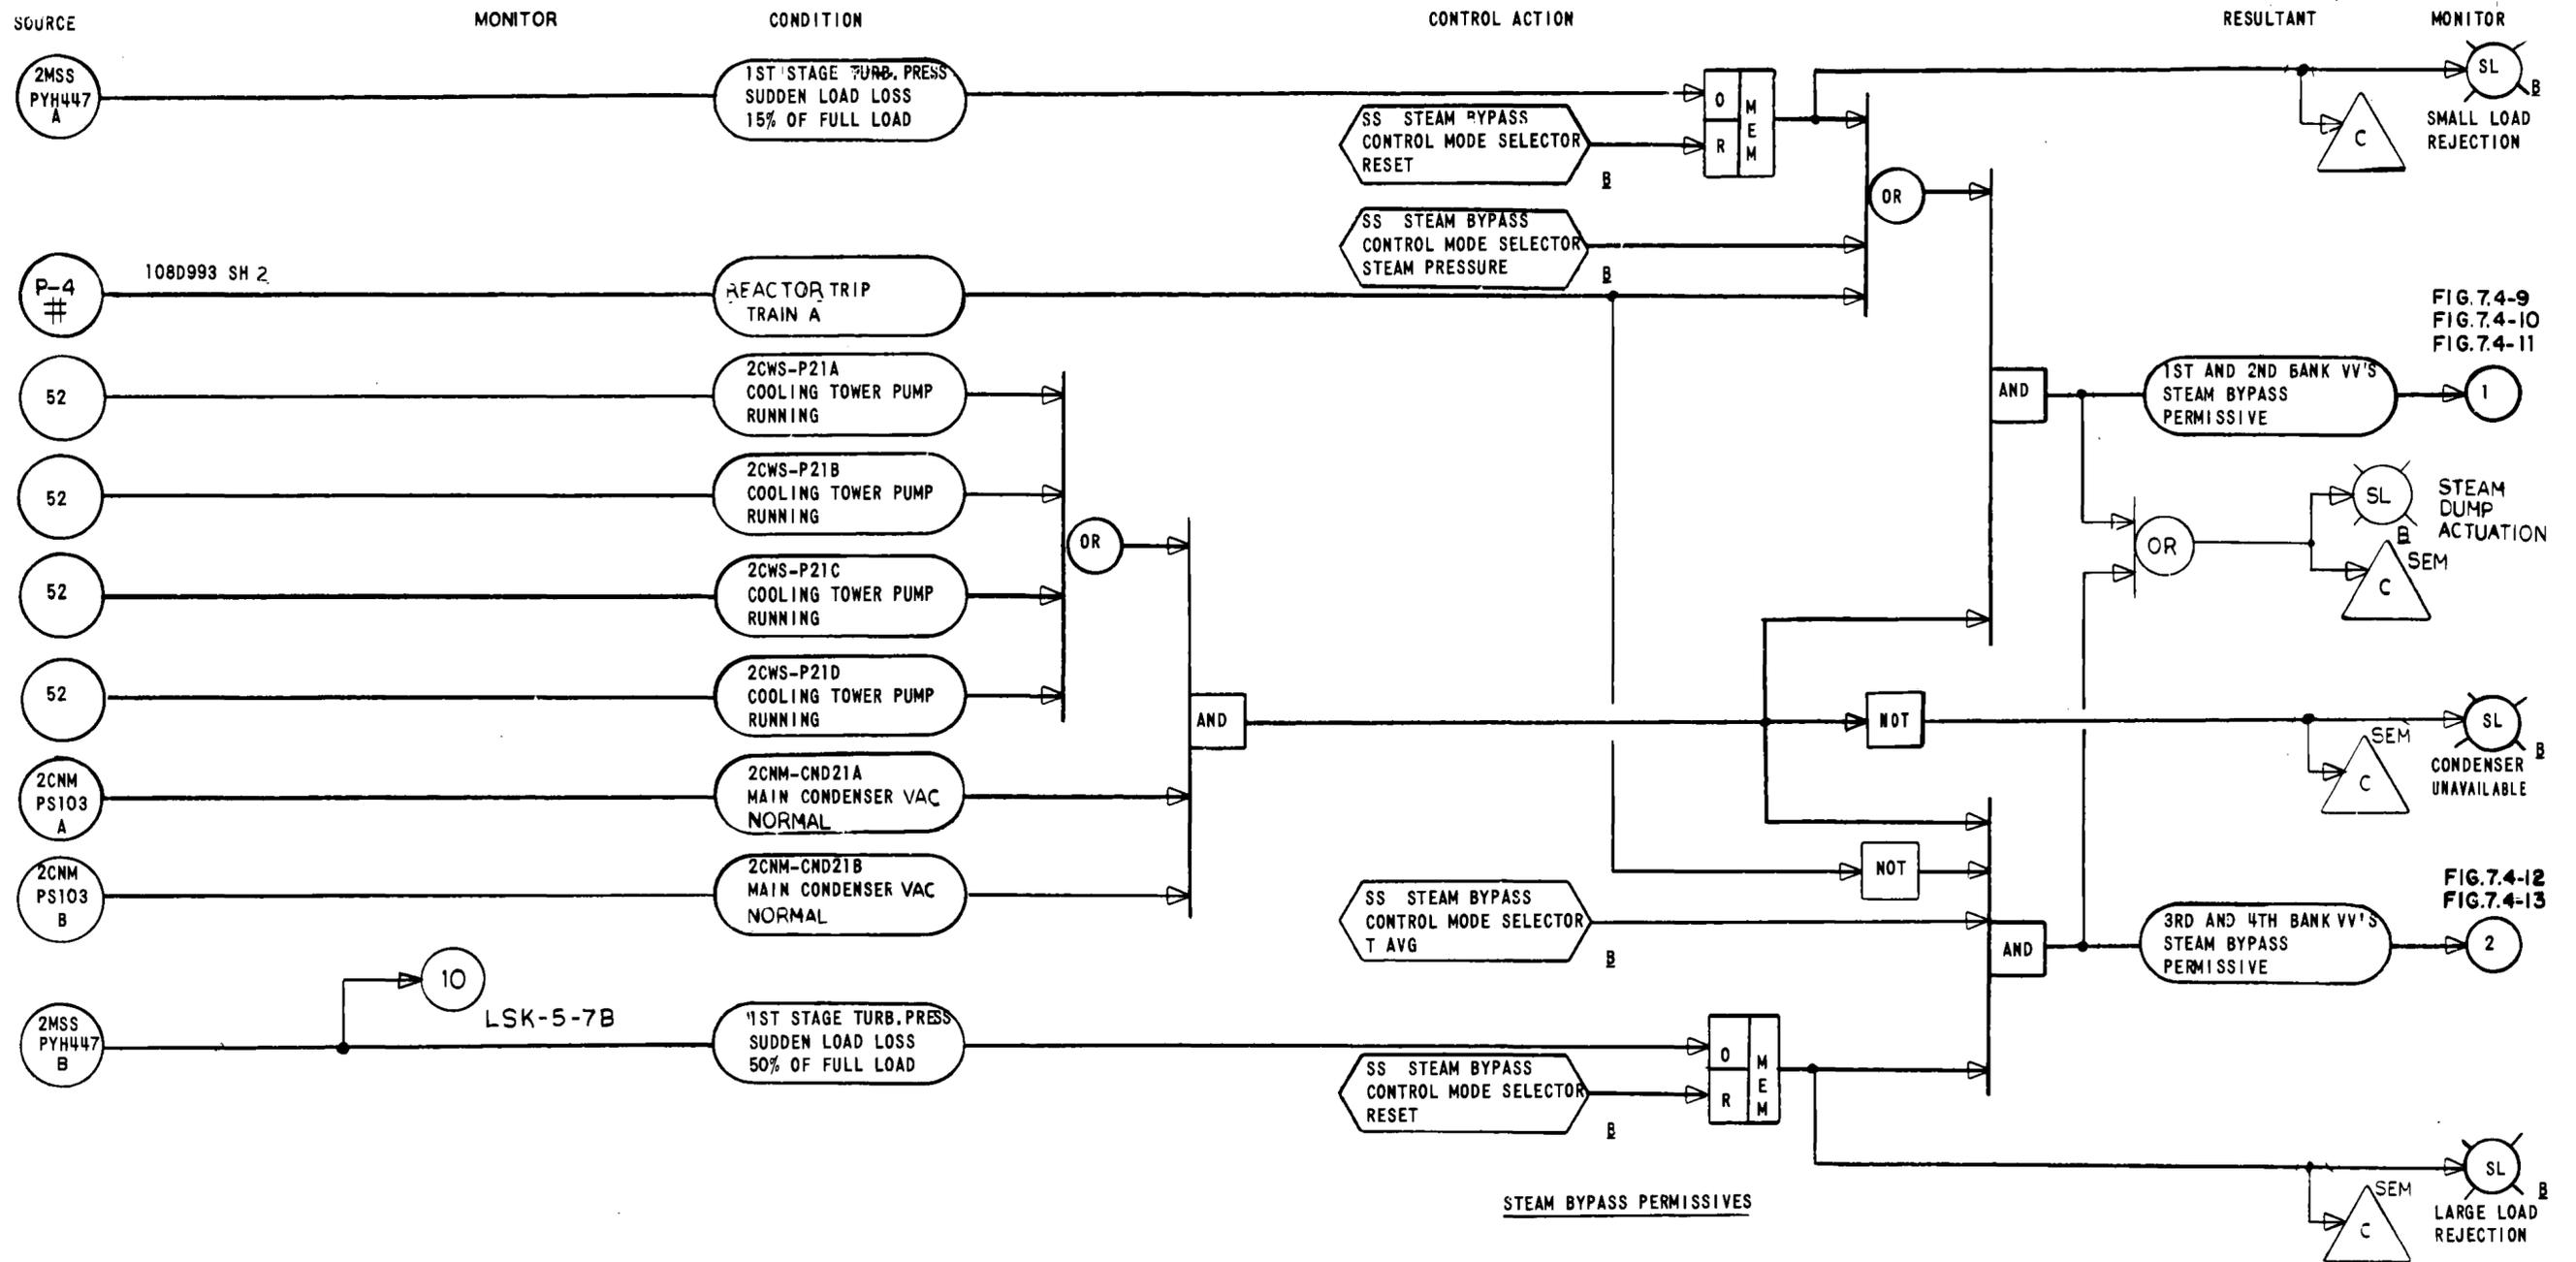 SOURCE
MONITOR
CONDITION
CONTROL ACTION
RESULTANT
MONITOR
2MSS
PYH447
A
1ST STAGE TURB. PRESS
SUDDEN LOAD LOSS
15% OF FULL LOAD
SS STEAM BYPASS
CONTROL MODE SELECTOR
RESET
B
O
R
MEM
SL
B
SMALL LOAD
REJECTION
C
OR
SS STEAM BYPASS
CONTROL MODE SELECTOR
STEAM PRESSURE
B
P-4
#
108D993 SH 2
REACTOR TRIP
TRAIN A
52
2CWS-P21A
COOLING TOWER PUMP
RUNNING
52
2CWS-P21B
COOLING TOWER PUMP
RUNNING
52
2CWS-P21C
COOLING TOWER PUMP
RUNNING
52
2CWS-P21D
COOLING TOWER PUMP
RUNNING
OR
AND
2CNM
PS103
A
2CNM-CND21A
MAIN CONDENSER VAC
NORMAL
2CNM
PS103
B
2CNM-CND21B
MAIN CONDENSER VAC
NORMAL
AND
1ST AND 2ND BANK VV'S
STEAM BYPASS
PERMISSIVE
FIG.7.4-9
FIG.7.4-10
FIG.7.4-11
1
OR
SL
B
STEAM
DUMP
ACTUATION
SEM
C
NOT
SL
B
CONDENSER
UNAVAILABLE
SEM
C
NOT
SS STEAM BYPASS
CONTROL MODE SELECTOR
T AVG
B
AND
3RD AND 4TH BANK VV'S
STEAM BYPASS
PERMISSIVE
FIG.7.4-12
FIG.7.4-13
2
10
LSK-5-7B
2MSS
PYH447
B
1ST STAGE TURB. PRESS
SUDDEN LOAD LOSS
50% OF FULL LOAD
SS STEAM BYPASS
CONTROL MODE SELECTOR
RESET
B
O
R
MEM
SL
B
LARGE LOAD
REJECTION
SEM
C
STEAM BYPASS PERMISSIVES